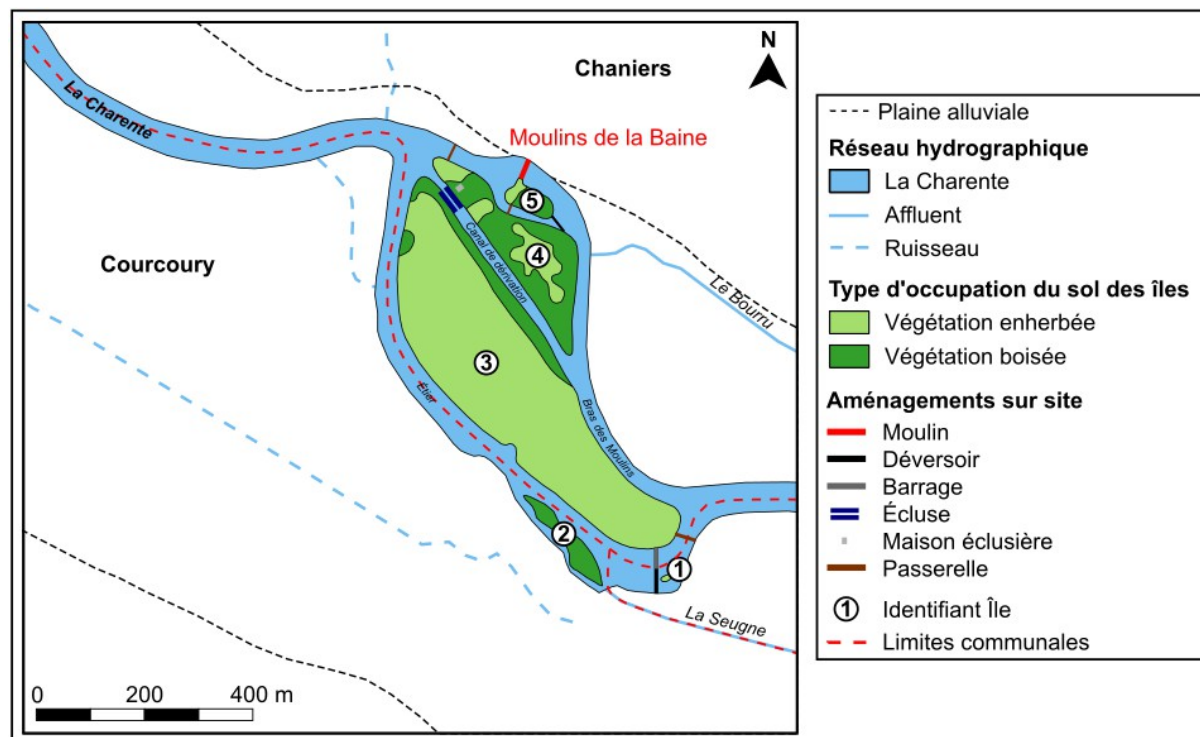 Chaniers
N
La Charente
Moulins de la Baine
5
Canal de dérivation
4
Courcoury
Le Bourru
3
Étier
Bras des Moulins
2
1
La Seugne
0 200 400 m
Plaine alluviale
Réseau hydrographique
La Charente
Affluent
Ruisseau
Type d'occupation du sol des îles
Végétation enherbée
Végétation boisée
Aménagements sur site
Moulin
Déversoir
Barrage
Écluse
Maison éclusière
Passerelle
1 Identifiant Île
Limites communales